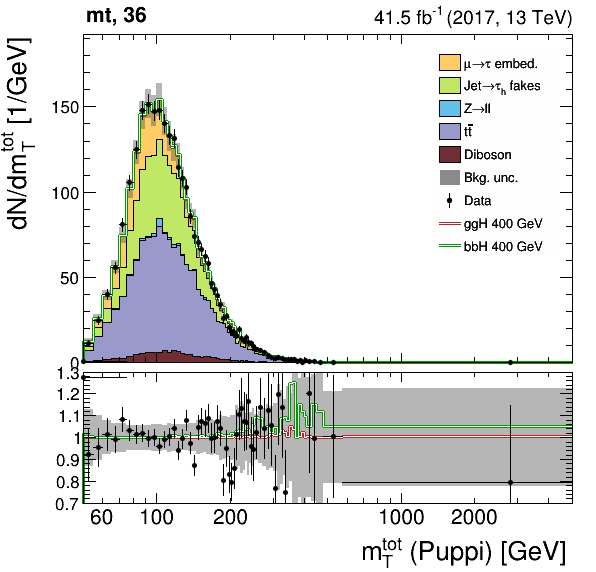 mt, 36
41.5 fb⁻¹ (2017, 13 TeV)
dN/dm_T^tot [1/GeV]
μ→τ embed.
Jet→τ_h fakes
Z→ll
tt̄
Diboson
Bkg. unc.
Data
ggH 400 GeV
bbH 400 GeV
150
100
50
0
1.3
1.2
1.1
1
0.9
0.8
0.7
60 100 200 1000 2000
m_T^tot (Puppi) [GeV]